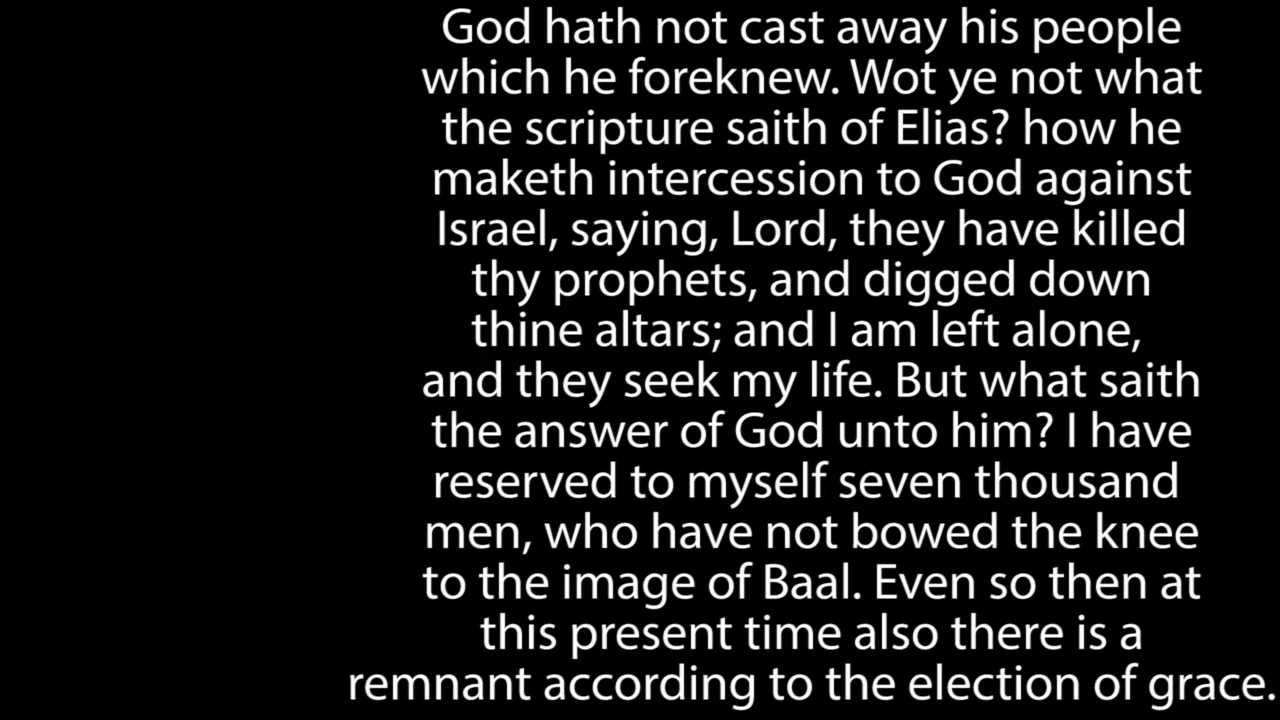 God hath not cast away his people
which he foreknew. Wot ye not what
the scripture saith of Elias? how he
maketh intercession to God against
Israel, saying, Lord, they have killed
thy prophets, and digged down
thine altars; and I am left alone,
and they seek my life. But what saith
the answer of God unto him? I have
reserved to myself seven thousand
men, who have not bowed the knee
to the image of Baal. Even so then at
this present time also there is a
remnant according to the election of grace.